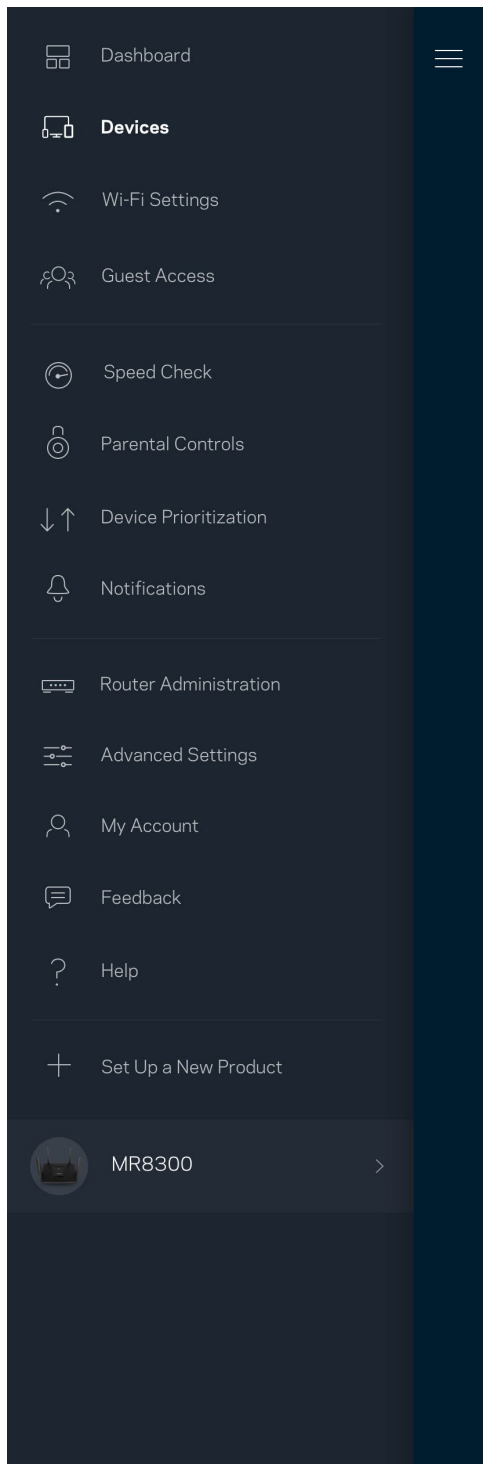 Dashboard
Devices
Wi-Fi Settings
Guest Access
Speed Check
Parental Controls
Device Prioritization
Notifications
Router Administration
Advanced Settings
My Account
Feedback
Help
Set Up a New Product
MR8300